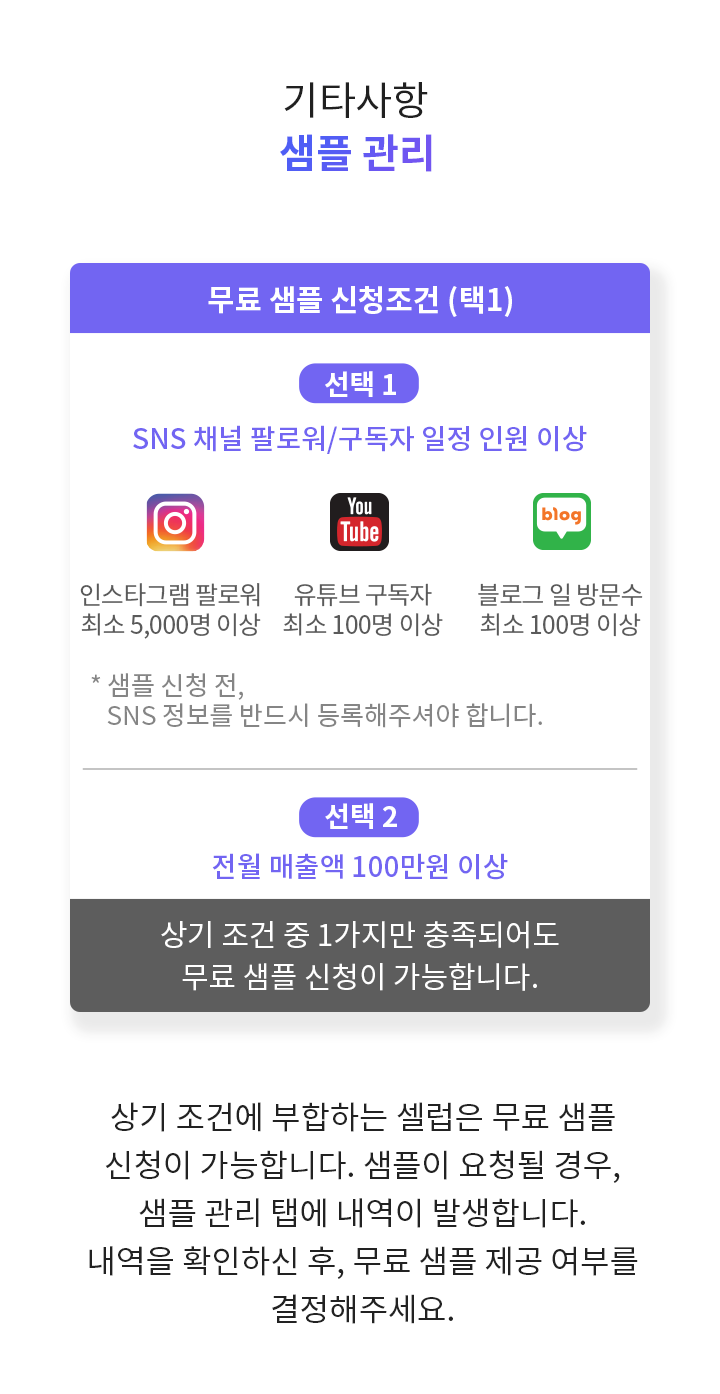 기타사항
샘플 관리
무료 샘플 신청조건 (택1)
선택 1
SNS 채널 팔로워/구독자 일정 인원 이상
You
Tube
blog
인스타그램 팔로워
최소 5,000명 이상
유튜브 구독자
최소 100명 이상
블로그 일 방문수
최소 100명 이상
* 샘플 신청 전,
SNS 정보를 반드시 등록해주셔야 합니다.
선택 2
전월 매출액 100만원 이상
상기 조건 중 1가지만 충족되어도
무료 샘플 신청이 가능합니다.
상기 조건에 부합하는 셀럽은 무료 샘플
신청이 가능합니다. 샘플이 요청될 경우,
샘플 관리 탭에 내역이 발생합니다.
내역을 확인하신 후, 무료 샘플 제공 여부를
결정해주세요.